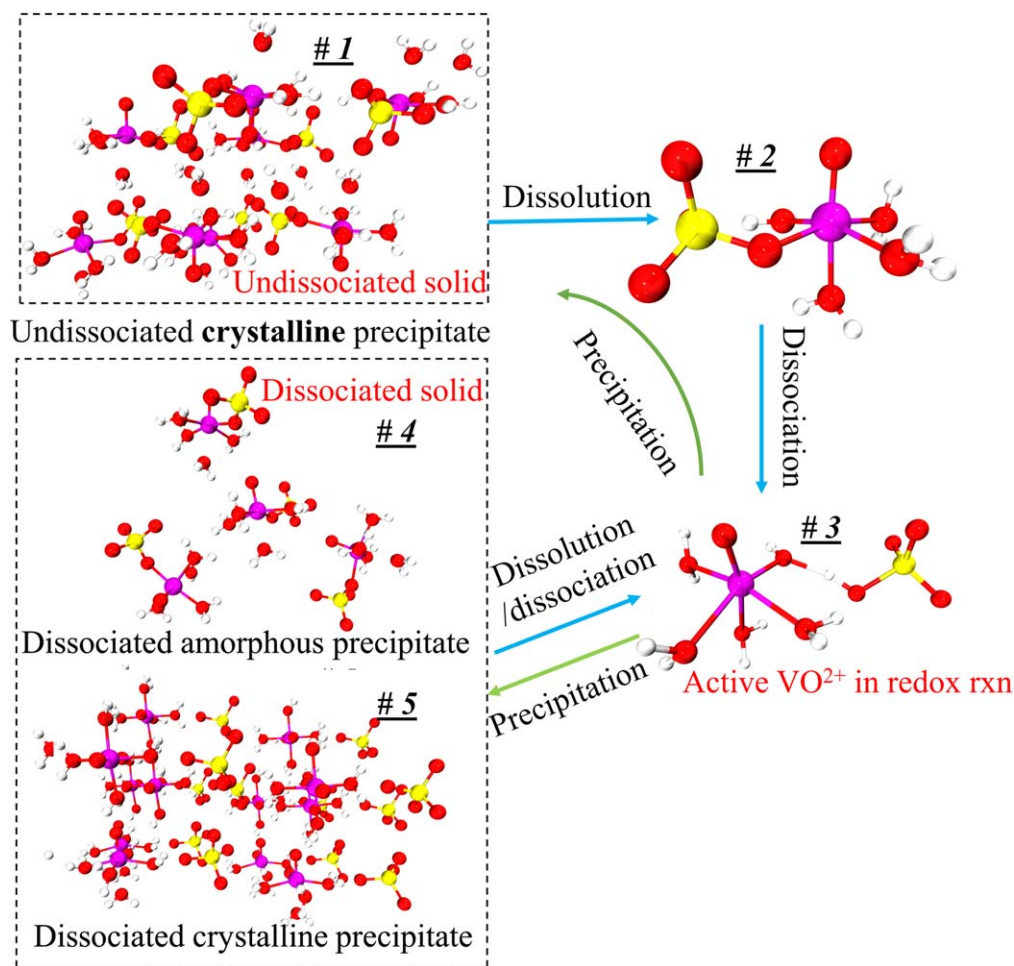 # 1
Undissociated solid
Undissociated crystalline precipitate
Dissolution
# 2
Dissociation
Precipitation
Dissociated solid
# 4
Dissociated amorphous precipitate
Dissolution
/dissociation
Precipitation
# 3
Active VO²⁺ in redox rxn
# 5
Dissociated crystalline precipitate